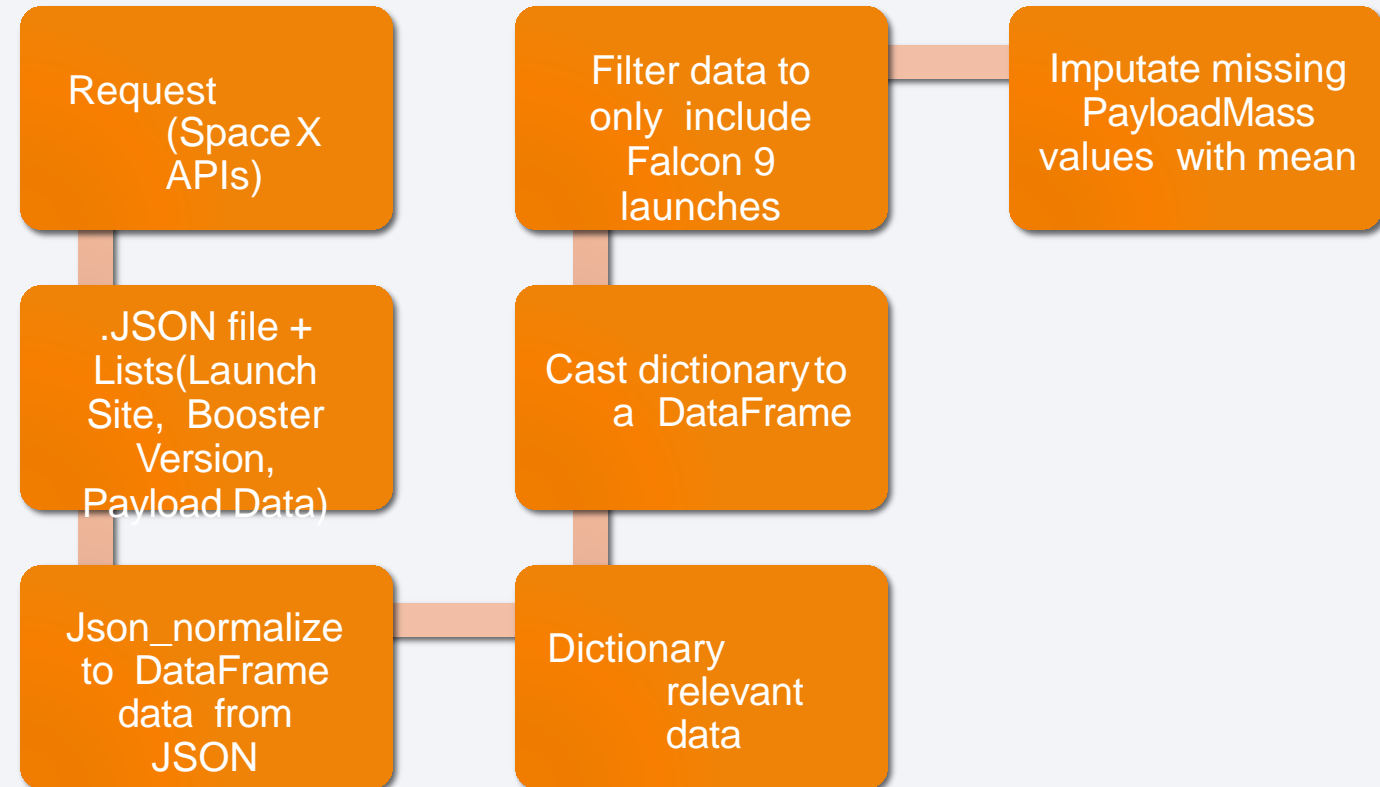 Request
(Space X
APIs)
.JSON file +
Lists(Launch
Site, Booster
Version,
Payload Data)
Json_normalize
to DataFrame
data from
JSON
Dictionary
relevant
data
Cast dictionary to
a DataFrame
Filter data to
only include
Falcon 9
launches
Imputate missing
PayloadMass
values with mean